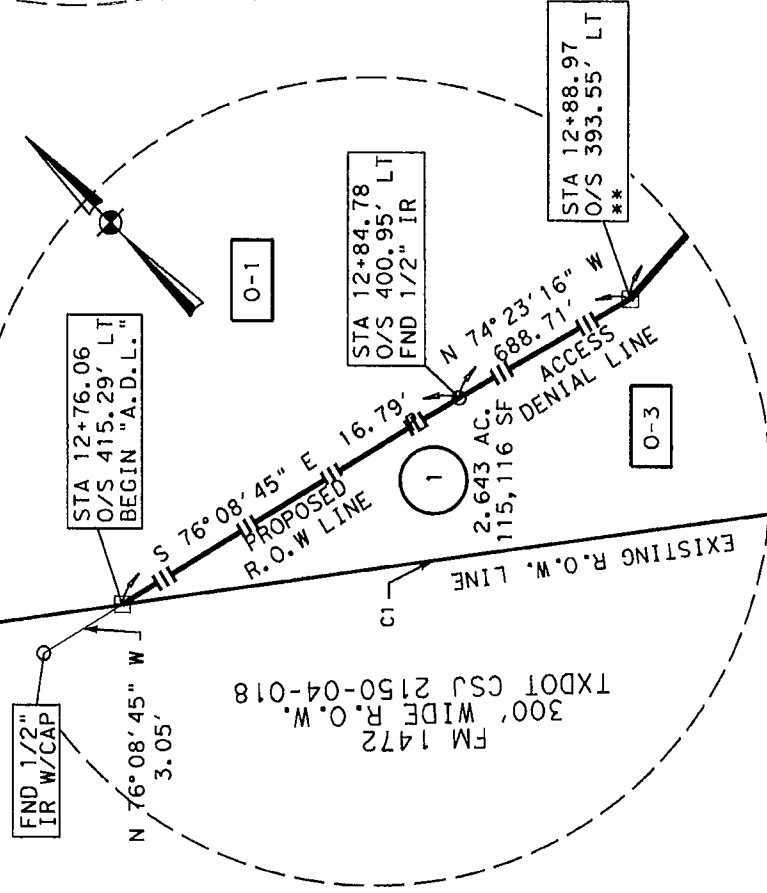 STA 12+88.97
O/S 393.55' LT
**
STA 12+84.78
O/S 400.95' LT
FND 1/2" IR
O-1
STA 12+76.06
O/S 415.29' LT
BEGIN "A.D.L."
N 74°23'16" W
688.71'
ACCESS
DENIAL LINE
S 76°08'45" E 16.79'
PROPOSED
R.O.W LINE
1
2.643 AC.
115,116 SF
O-3
EXISTING R.O.W. LINE
C1
FND 1/2"
IR W/CAP
N 76°08'45" W
3.05'
FM 1472
300' WIDE R.O.W.
TXDOT CSJ 2150-04-018